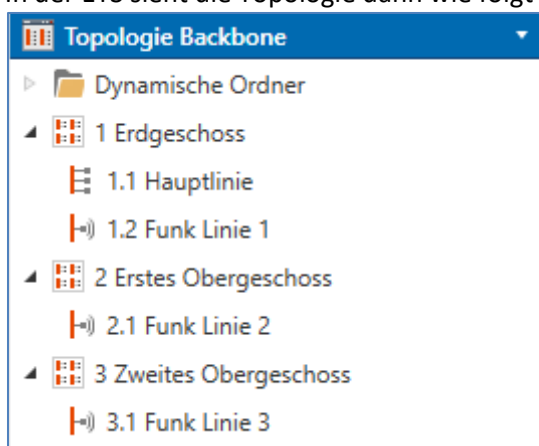 In der ETS sieht die Topologie dann wie folgt
Topologie Backbone
Dynamische Ordner
1 Erdgeschoss
1.1 Hauptlinie
1.2 Funk Linie 1
2 Erstes Obergeschoss
2.1 Funk Linie 2
3 Zweites Obergeschoss
3.1 Funk Linie 3